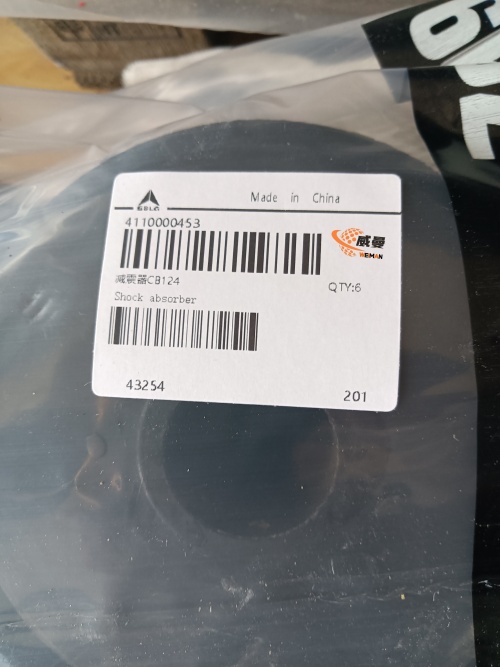 Made in China
SDLG
4110000453
威曼
WEMAN
减震器CB124
QTY:6
Shock absorber
43254
201